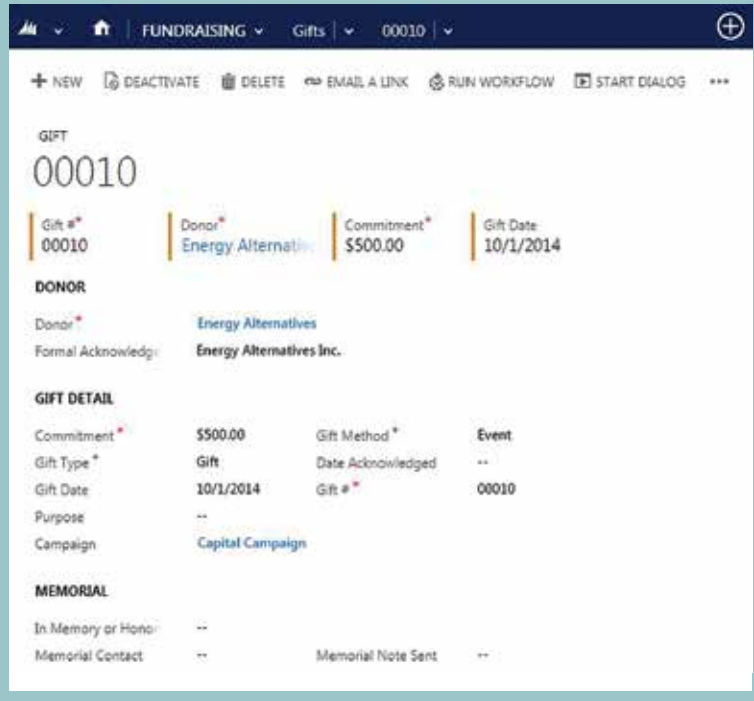 FUNDRAISING Gifts 00010
NEW DEACTIVATE DELETE EMAIL A LINK RUN WORKFLOW START DIALOG ...
GIFT
00010
Gift #* Donor* Commitment* Gift Date
00010 Energy Alternativ $500.00 10/1/2014
DONOR
Donor* Energy Alternatives
Formal Acknowledg Energy Alternatives Inc.
GIFT DETAIL
Commitment* $500.00 Gift Method* Event
Gift Type* Gift Date Acknowledged --
Gift Date 10/1/2014 Gift #* 00010
Purpose --
Campaign Capital Campaign
MEMORIAL
In Memory or Honor --
Memorial Contact -- Memorial Note Sent --